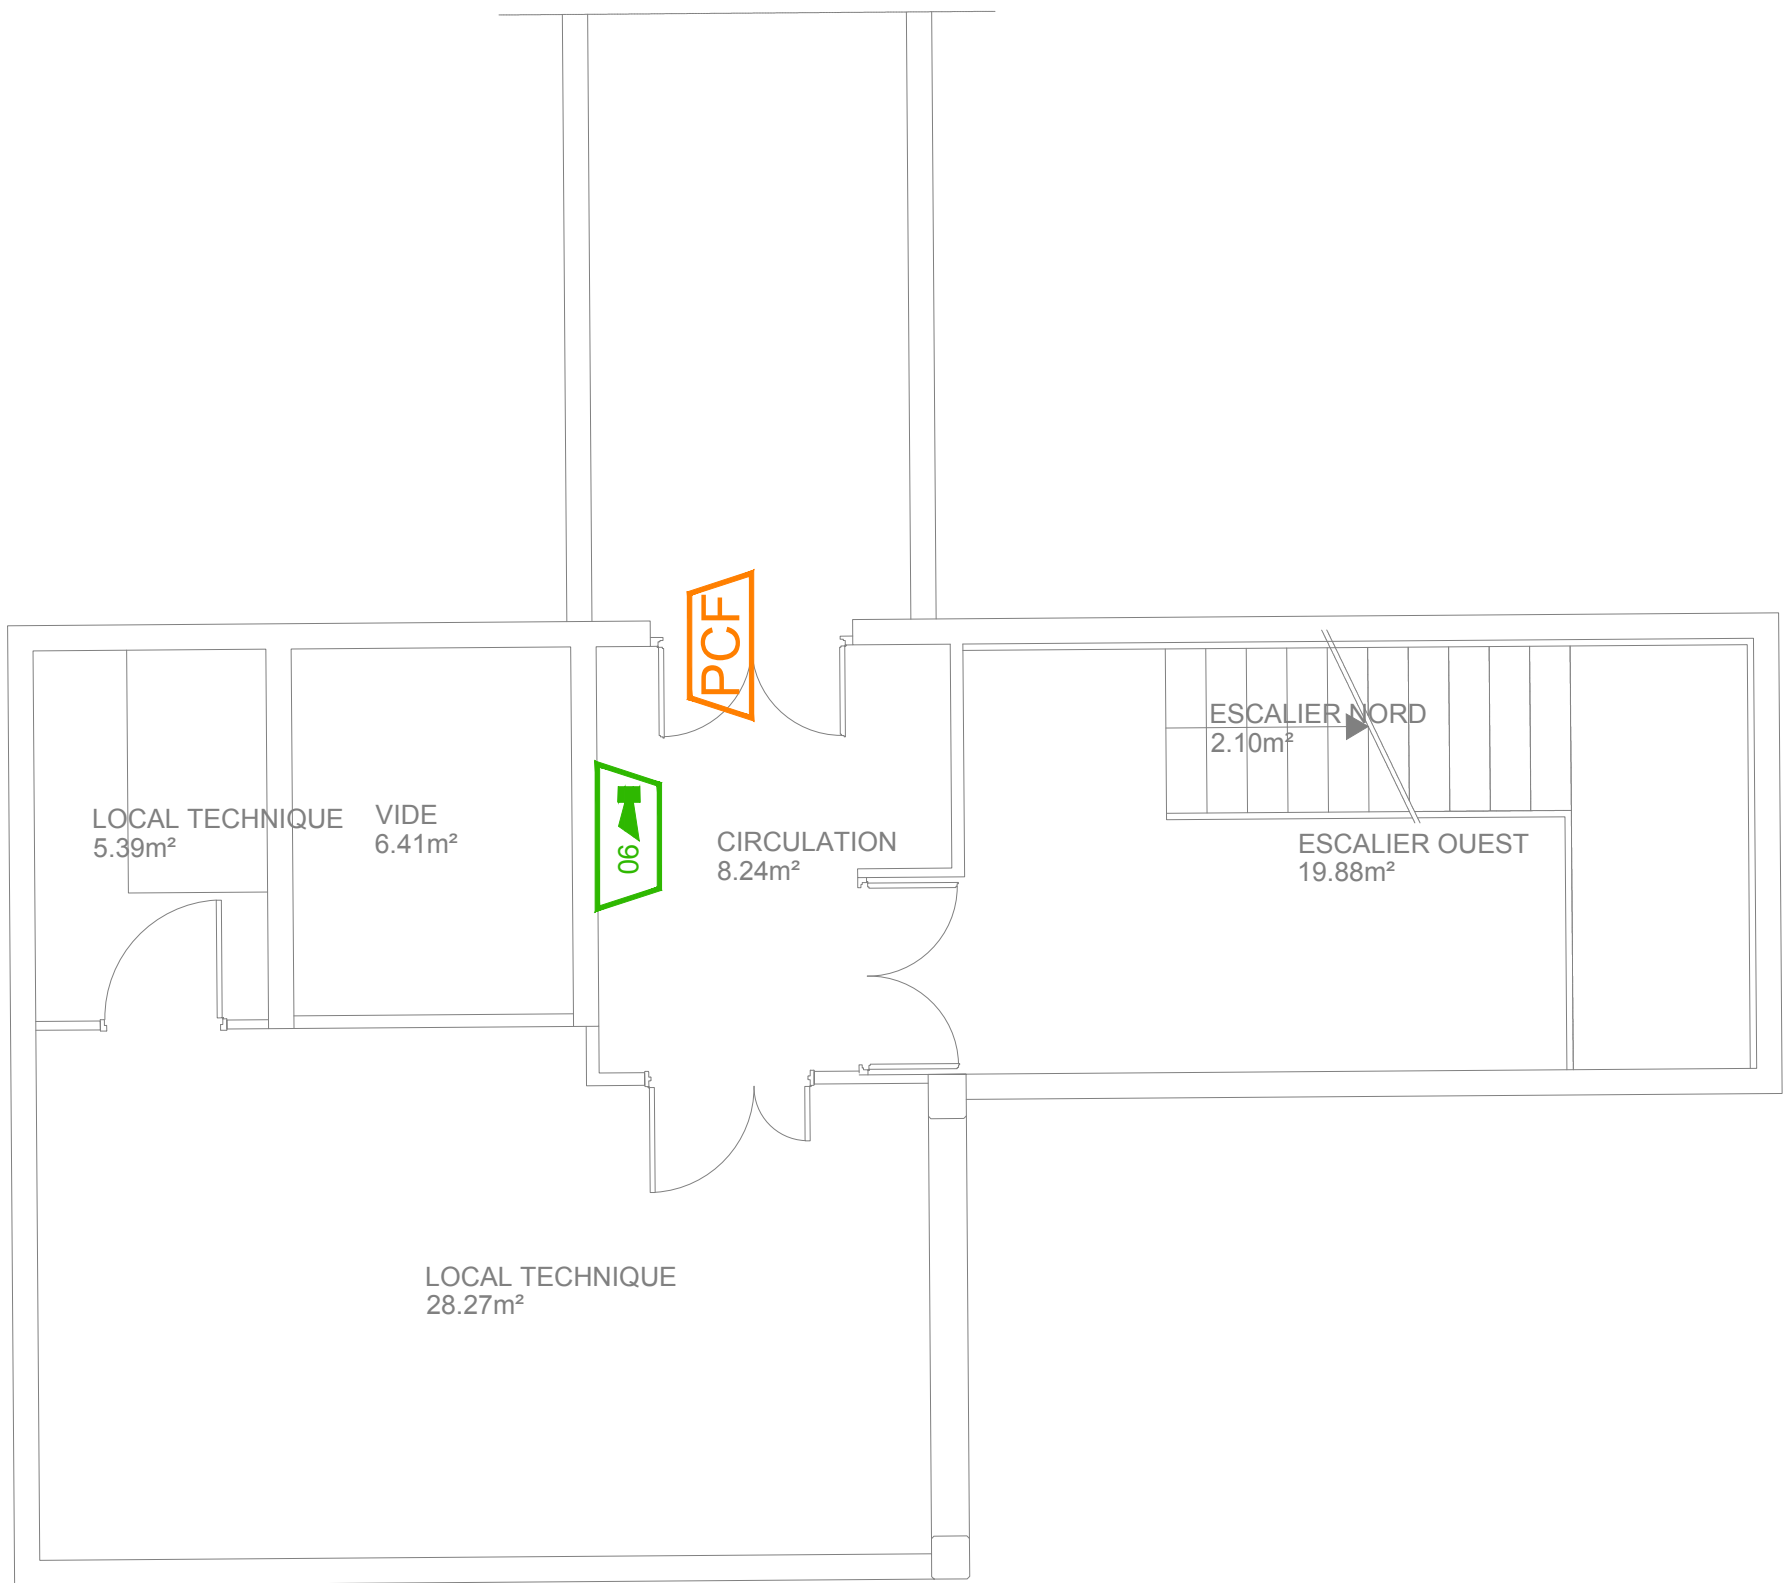 PCF
ESCALIER NORD
2.10m²
LOCAL TECHNIQUE
5.39m²
VIDE
6.41m²
06
CIRCULATION
8.24m²
ESCALIER OUEST
19.88m²
LOCAL TECHNIQUE
28.27m²